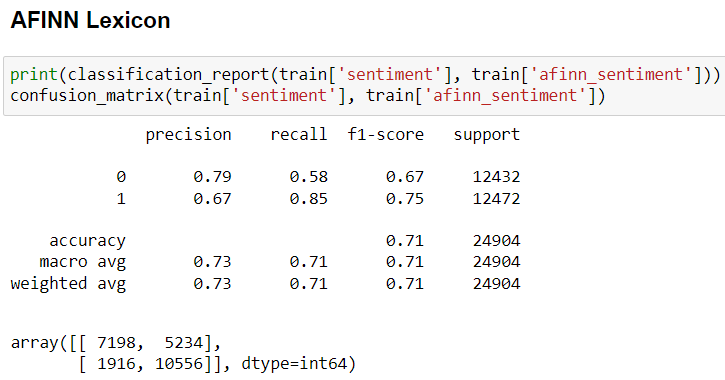 AFINN Lexicon
print(classification_report(train['sentiment'], train['afinn_sentiment']))
confusion_matrix(train['sentiment'], train['afinn_sentiment'])
precision recall f1-score support
0 0.79 0.58 0.67 12432
1 0.67 0.85 0.75 12472
accuracy 0.71 24904
macro avg 0.73 0.71 0.71 24904
weighted avg 0.73 0.71 0.71 24904
array([[ 7198, 5234],
[ 1916, 10556]], dtype=int64)